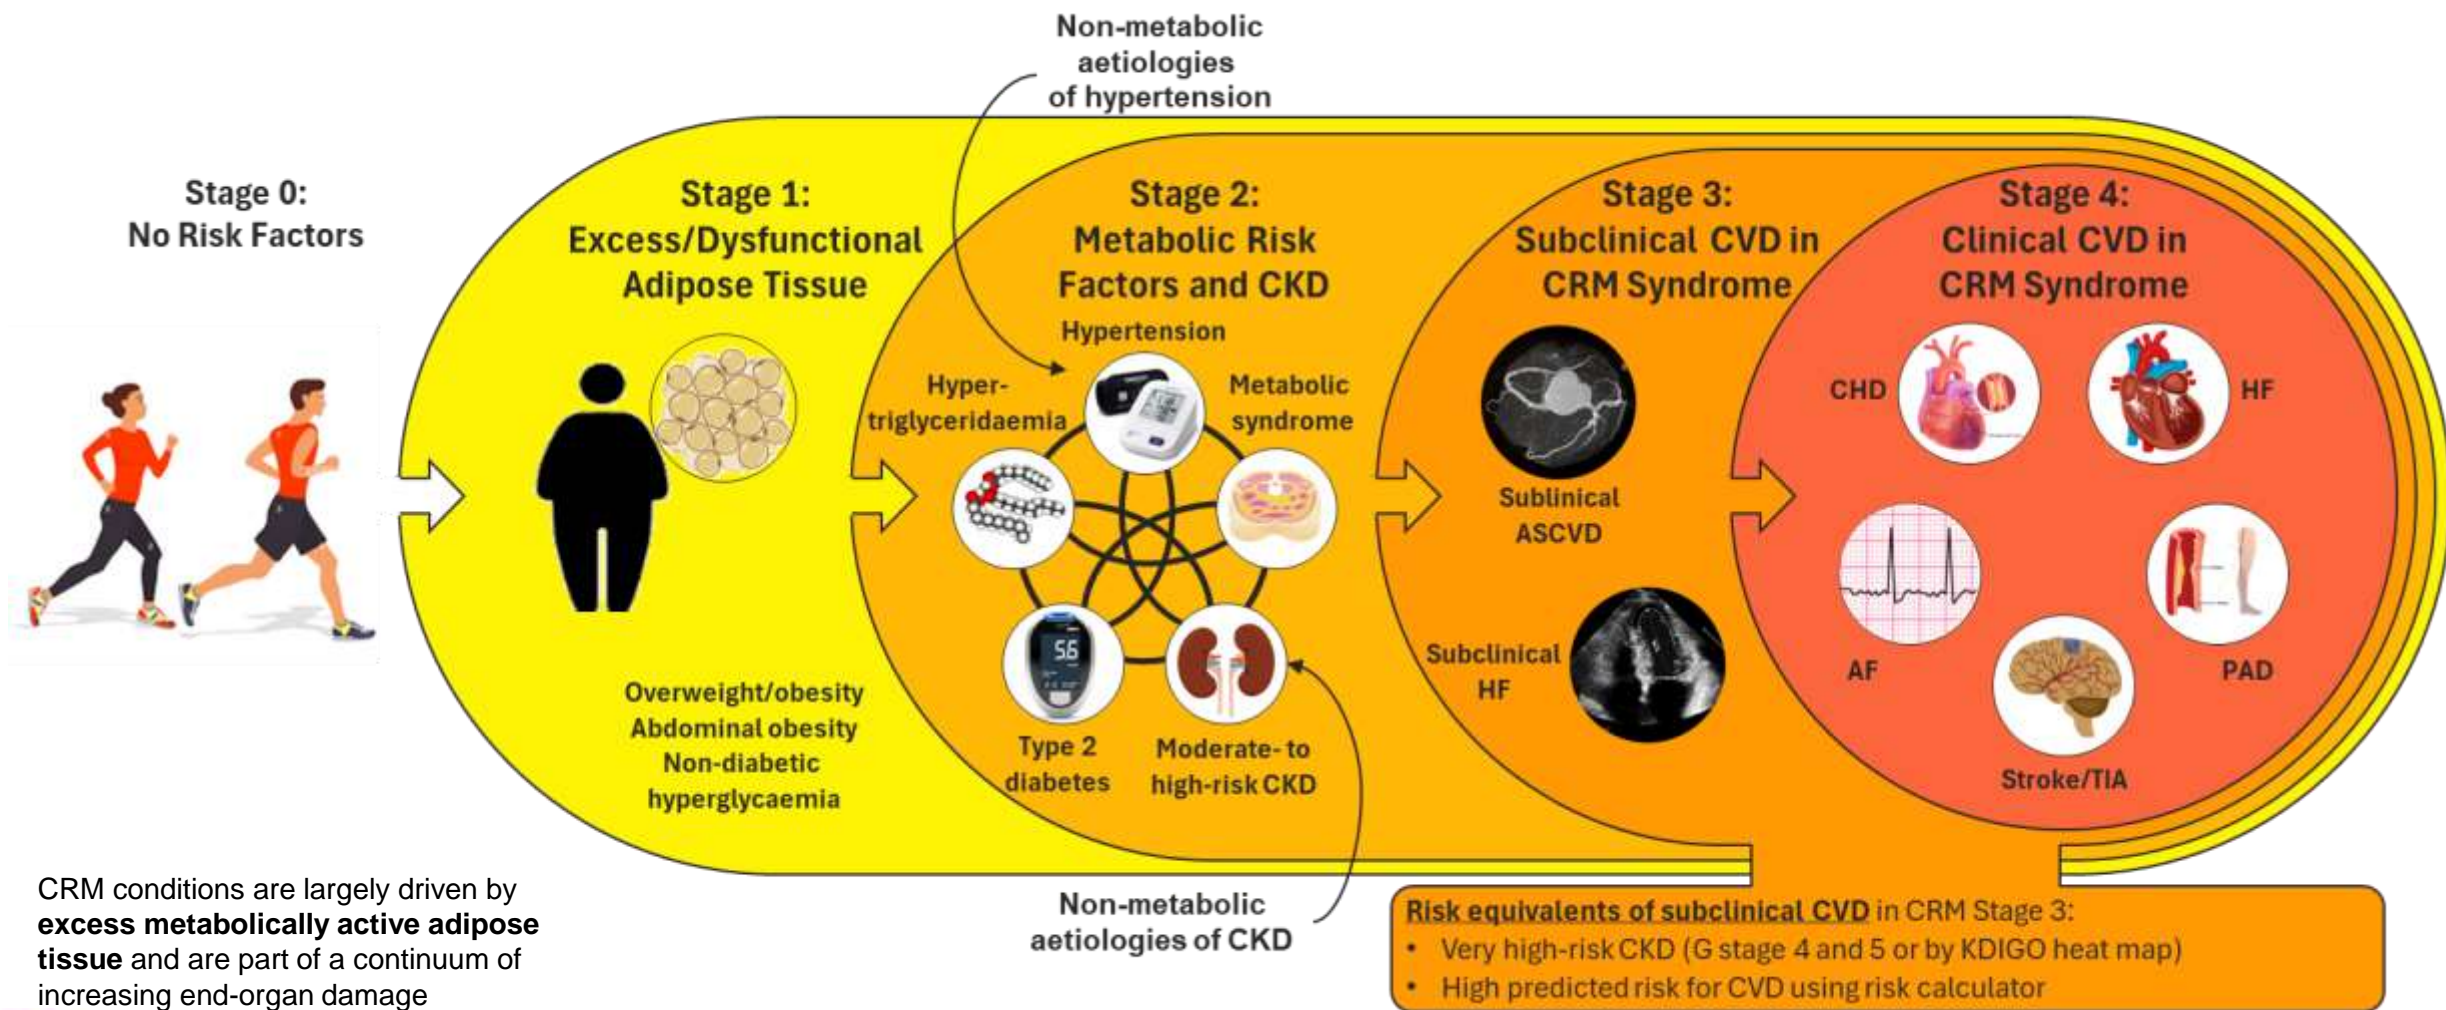 Non-metabolic
aetiologies
of hypertension
Stage 0:
No Risk Factors
Stage 1:
Excess/Dysfunctional
Adipose Tissue
Overweight/obesity
Abdominal obesity
Non-diabetic
hyperglycaemia
Stage 2:
Metabolic Risk
Factors and CKD
Hypertension
Hyper-
triglyceridaemia
Metabolic
syndrome
56
Type 2
diabetes
Moderate- to
high-risk CKD
Non-metabolic
aetiologies of CKD
Stage 3:
Subclinical CVD in
CRM Syndrome
Sublinical
ASCVD
Subclinical
HF
Stage 4:
Clinical CVD in
CRM Syndrome
CHD
HF
AF
PAD
Stroke/TIA
CRM conditions are largely driven by
excess metabolically active adipose
tissue and are part of a continuum of
increasing end-organ damage
Risk equivalents of subclinical CVD in CRM Stage 3:
• Very high-risk CKD (G stage 4 and 5 or by KDIGO heat map)
• High predicted risk for CVD using risk calculator